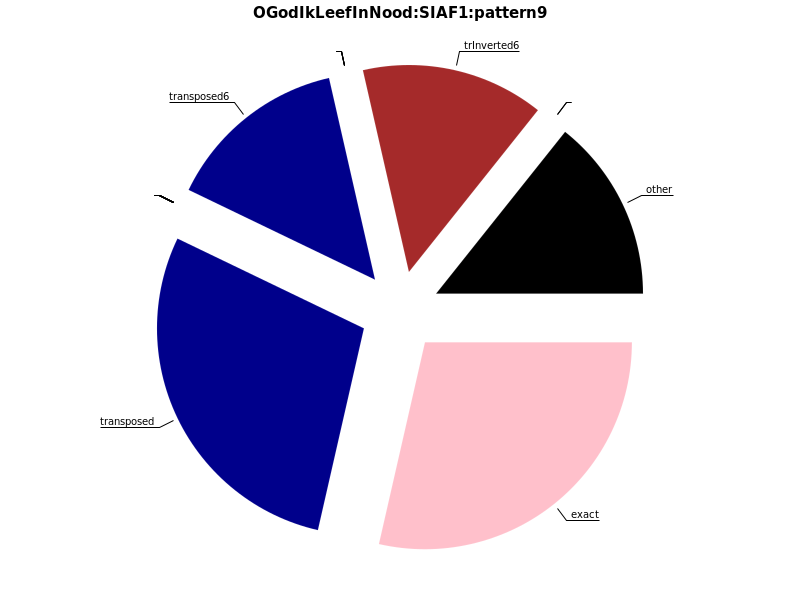 OGodIkLeefInNood:SIAF1:pattern9
trInverted6
transposed6
other
transposed
exact